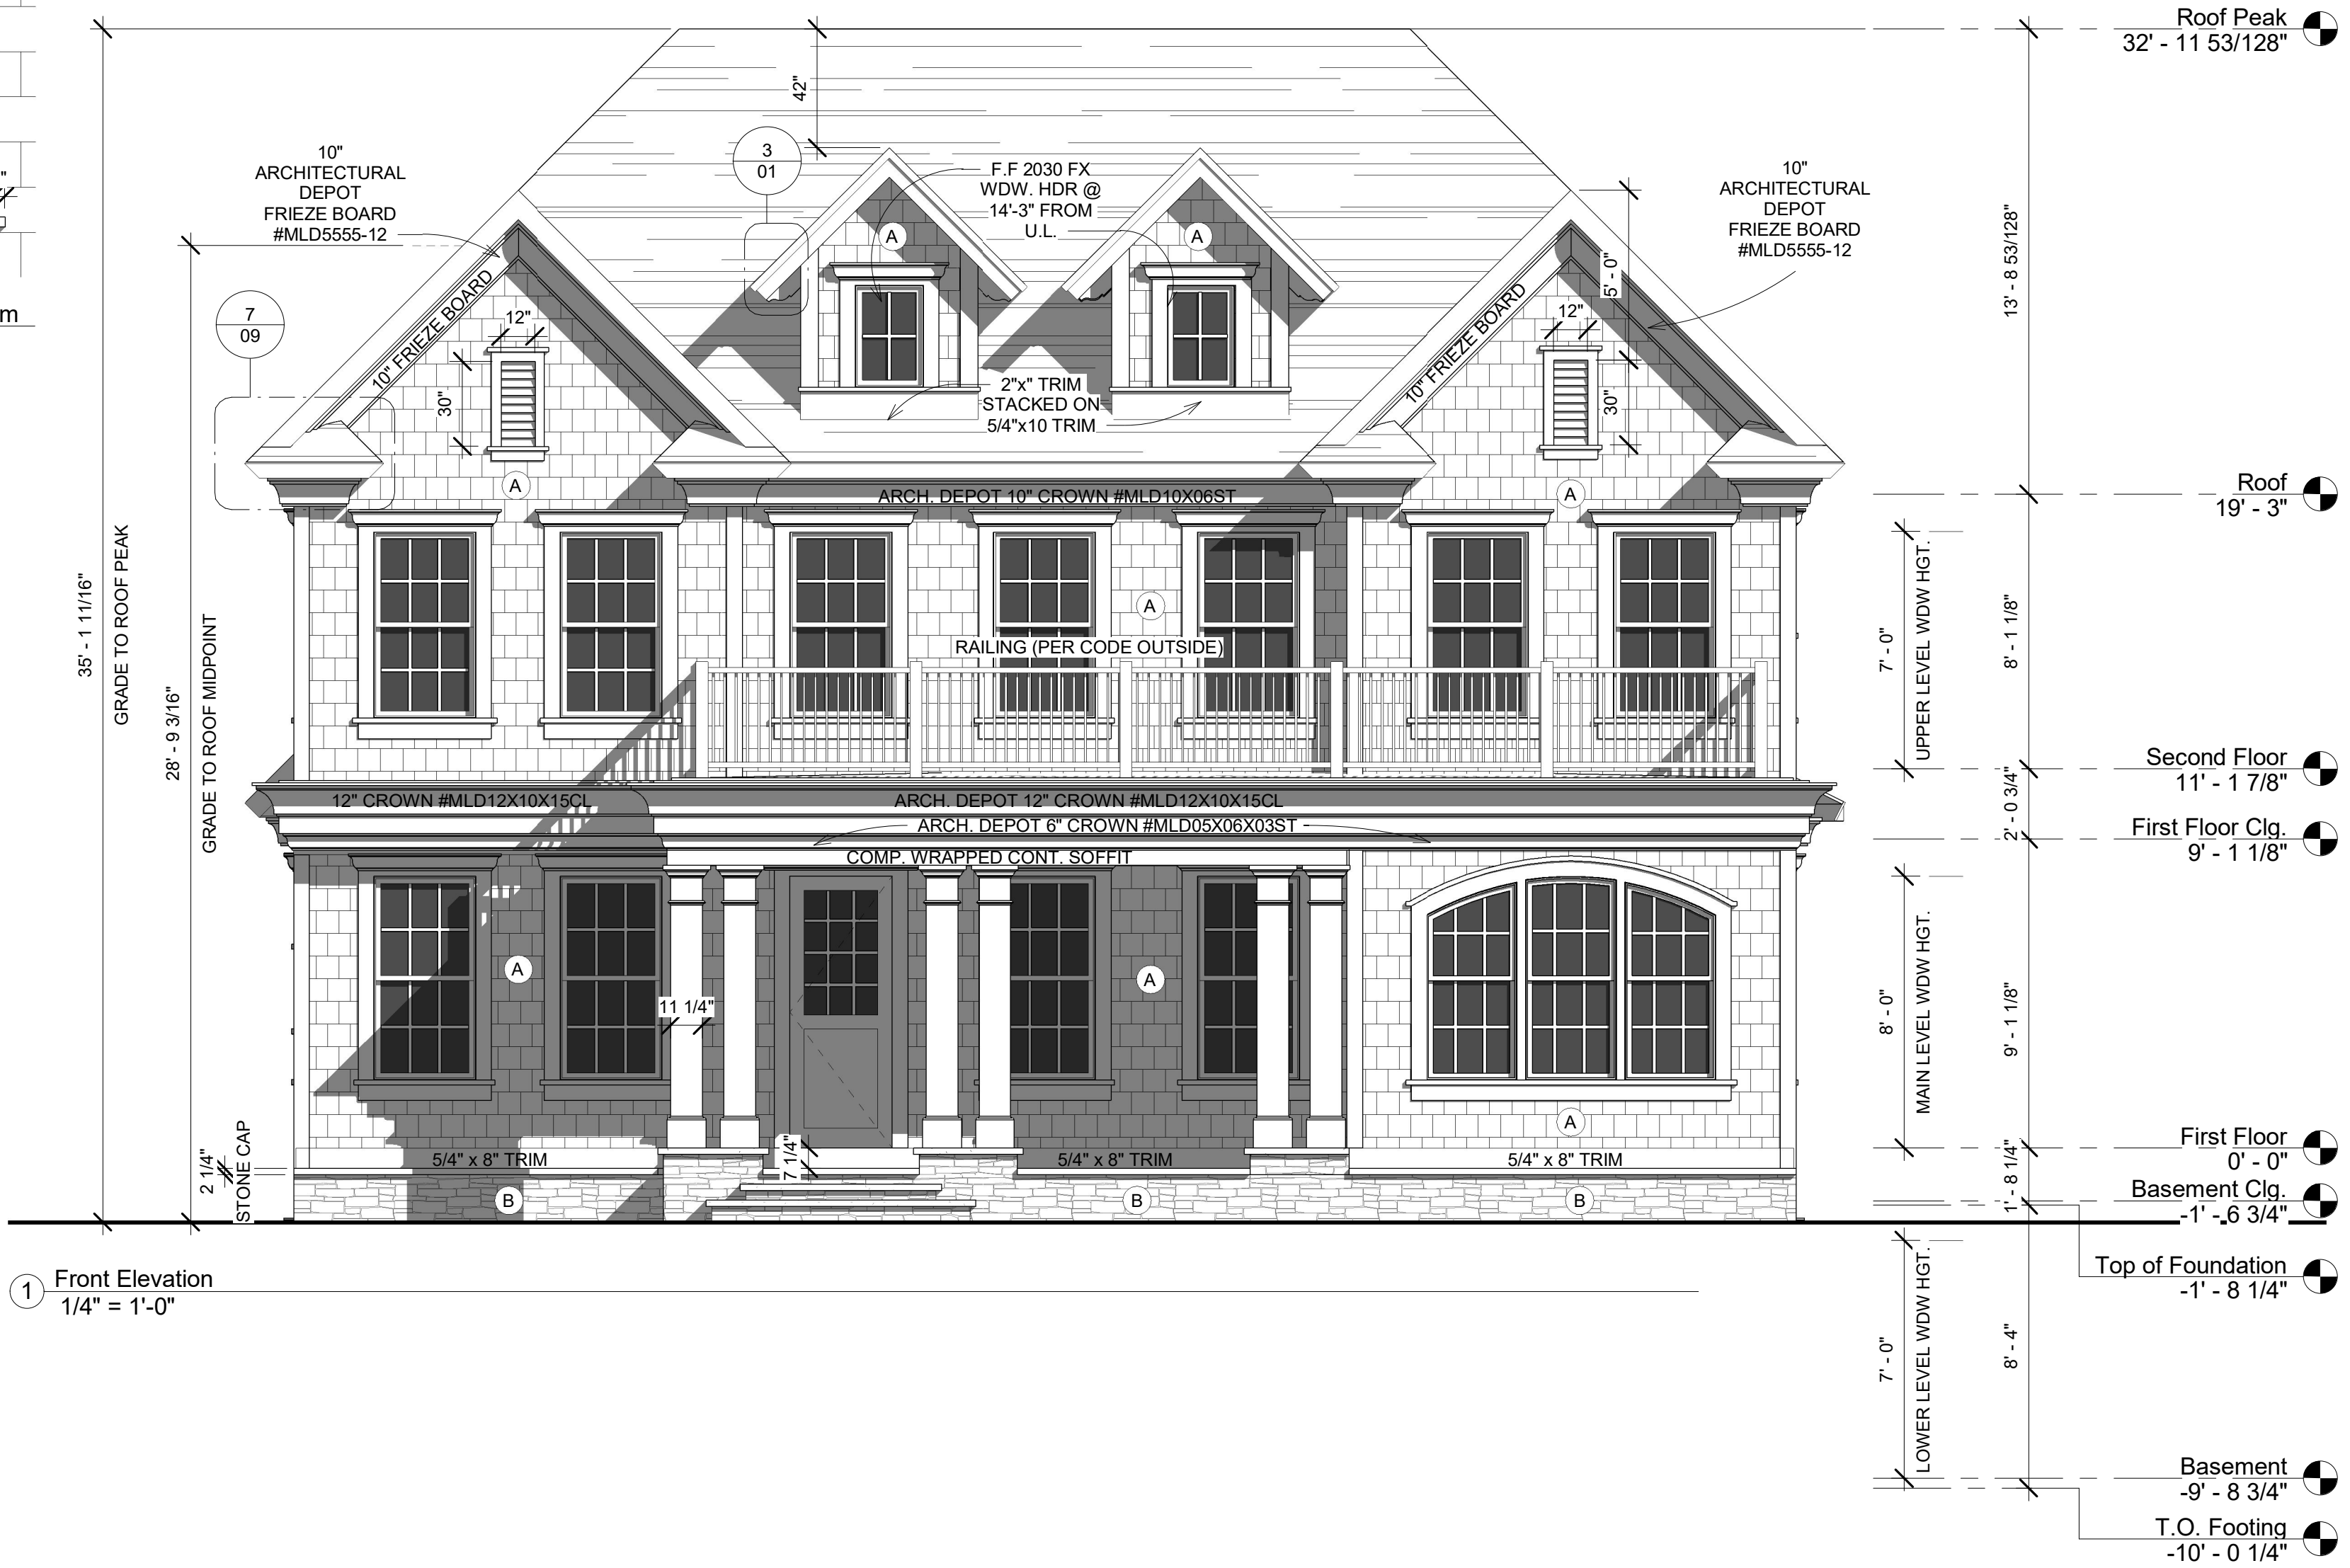 Roof Peak
32' - 11 53/128"
42"
3
01
10"
ARCHITECTURAL
DEPOT
FRIEZE BOARD
#MLD5555-12
F.F 2030 FX
WDW. HDR @
14'-3" FROM
U.L.
10"
ARCHITECTURAL
DEPOT
FRIEZE BOARD
#MLD5555-12
"
m
7
09
A
A
13' - 8 53/128"
5' - 0"
10" FRIEZE BOARD
12"
30"
10" FRIEZE BOARD
12"
30"
2"x" TRIM
STACKED ON
5/4"x10 TRIM
A
ARCH. DEPOT 10" CROWN #MLD10X06ST
A
Roof
19' - 3"
35' - 1 11/16"
GRADE TO ROOF PEAK
28' - 9 3/16"
GRADE TO ROOF MIDPOINT
A
RAILING (PER CODE OUTSIDE)
7' - 0"
UPPER LEVEL WDW HGT.
8' - 1 1/8"
Second Floor
11' - 1 7/8"
12" CROWN #MLD12X10X15CL
ARCH. DEPOT 12" CROWN #MLD12X10X15CL
2' - 0 3/4"
ARCH. DEPOT 6" CROWN #MLD05X06X03ST
First Floor Clg.
9' - 1 1/8"
COMP. WRAPPED CONT. SOFFIT
A
A
11 1/4"
8' - 0"
MAIN LEVEL WDW HGT.
9' - 1 1/8"
A
First Floor
0' - 0"
2 1/4"
STONE CAP
5/4" x 8" TRIM
7 1/4"
5/4" x 8" TRIM
5/4" x 8" TRIM
1' - 8 1/4"
B
B
B
Basement Clg.
-1' - 6 3/4"
Top of Foundation
-1' - 8 1/4"
1
Front Elevation
1/4" = 1'-0"
7' - 0"
LOWER LEVEL WDW HGT.
8' - 4"
Basement
-9' - 8 3/4"
T.O. Footing
-10' - 0 1/4"